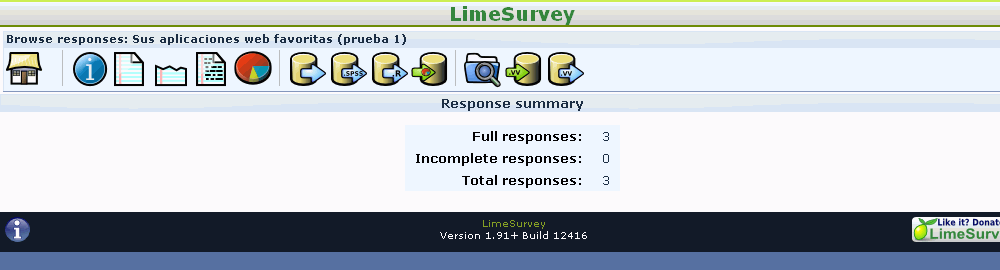 LimeSurvey
Browse responses: Sus aplicaciones web favoritas (prueba 1)
.SPSS R .VV .VV
Response summary
Full responses: 3
Incomplete responses: 0
Total responses: 3
LimeSurvey
Version 1.91+ Build 12416
Like it? Donat
LimeSurv